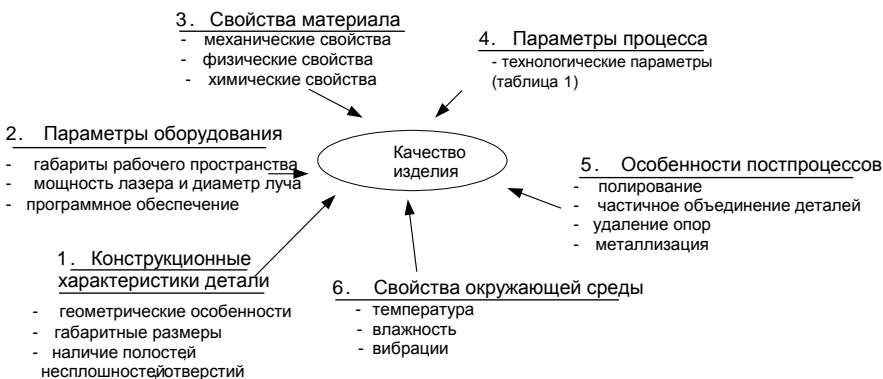 3. Свойства материала
- механические свойства
- физические свойства
- химические свойства
4. Параметры процесса
- технологические параметры
(таблица 1)
2. Параметры оборудования
- габариты рабочего пространства
- мощность лазера и диаметр луча
- программное обеспечение
Качество
изделия
5. Особенности постпроцессов
- полирование
- частичное объединение деталей
- удаление опор
- металлизация
1. Конструкционные
характеристики детали
- геометрические особенности
- габаритные размеры
- наличие полостей,
несплошностей,отверстий
6. Свойства окружающей среды
- температура
- влажность
- вибрации